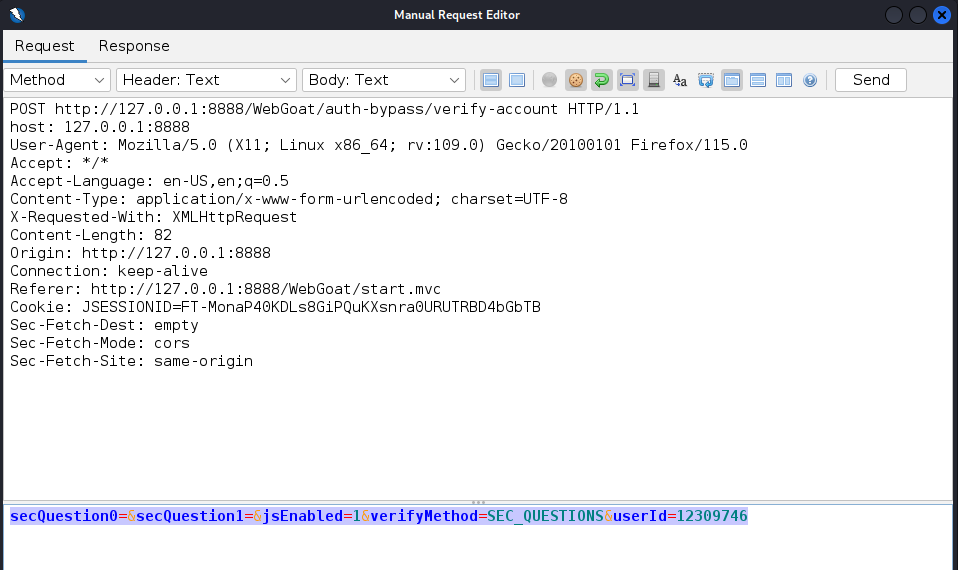 Manual Request Editor
Request Response
Method Header: Text Body: Text Send
POST http://127.0.0.1:8888/WebGoat/auth-bypass/verify-account HTTP/1.1
host: 127.0.0.1:8888
User-Agent: Mozilla/5.0 (X11; Linux x86_64; rv:109.0) Gecko/20100101 Firefox/115.0
Accept: */*
Accept-Language: en-US,en;q=0.5
Content-Type: application/x-www-form-urlencoded; charset=UTF-8
X-Requested-With: XMLHttpRequest
Content-Length: 82
Origin: http://127.0.0.1:8888
Connection: keep-alive
Referer: http://127.0.0.1:8888/WebGoat/start.mvc
Cookie: JSESSIONID=FT-MonaP40KDLs8GiPQuKXsnra0URUTRBD4bGbTB
Sec-Fetch-Dest: empty
Sec-Fetch-Mode: cors
Sec-Fetch-Site: same-origin
secQuestion0=&secQuestion1=&jsEnabled=1&verifyMethod=SEC_QUESTIONS&userId=12309746